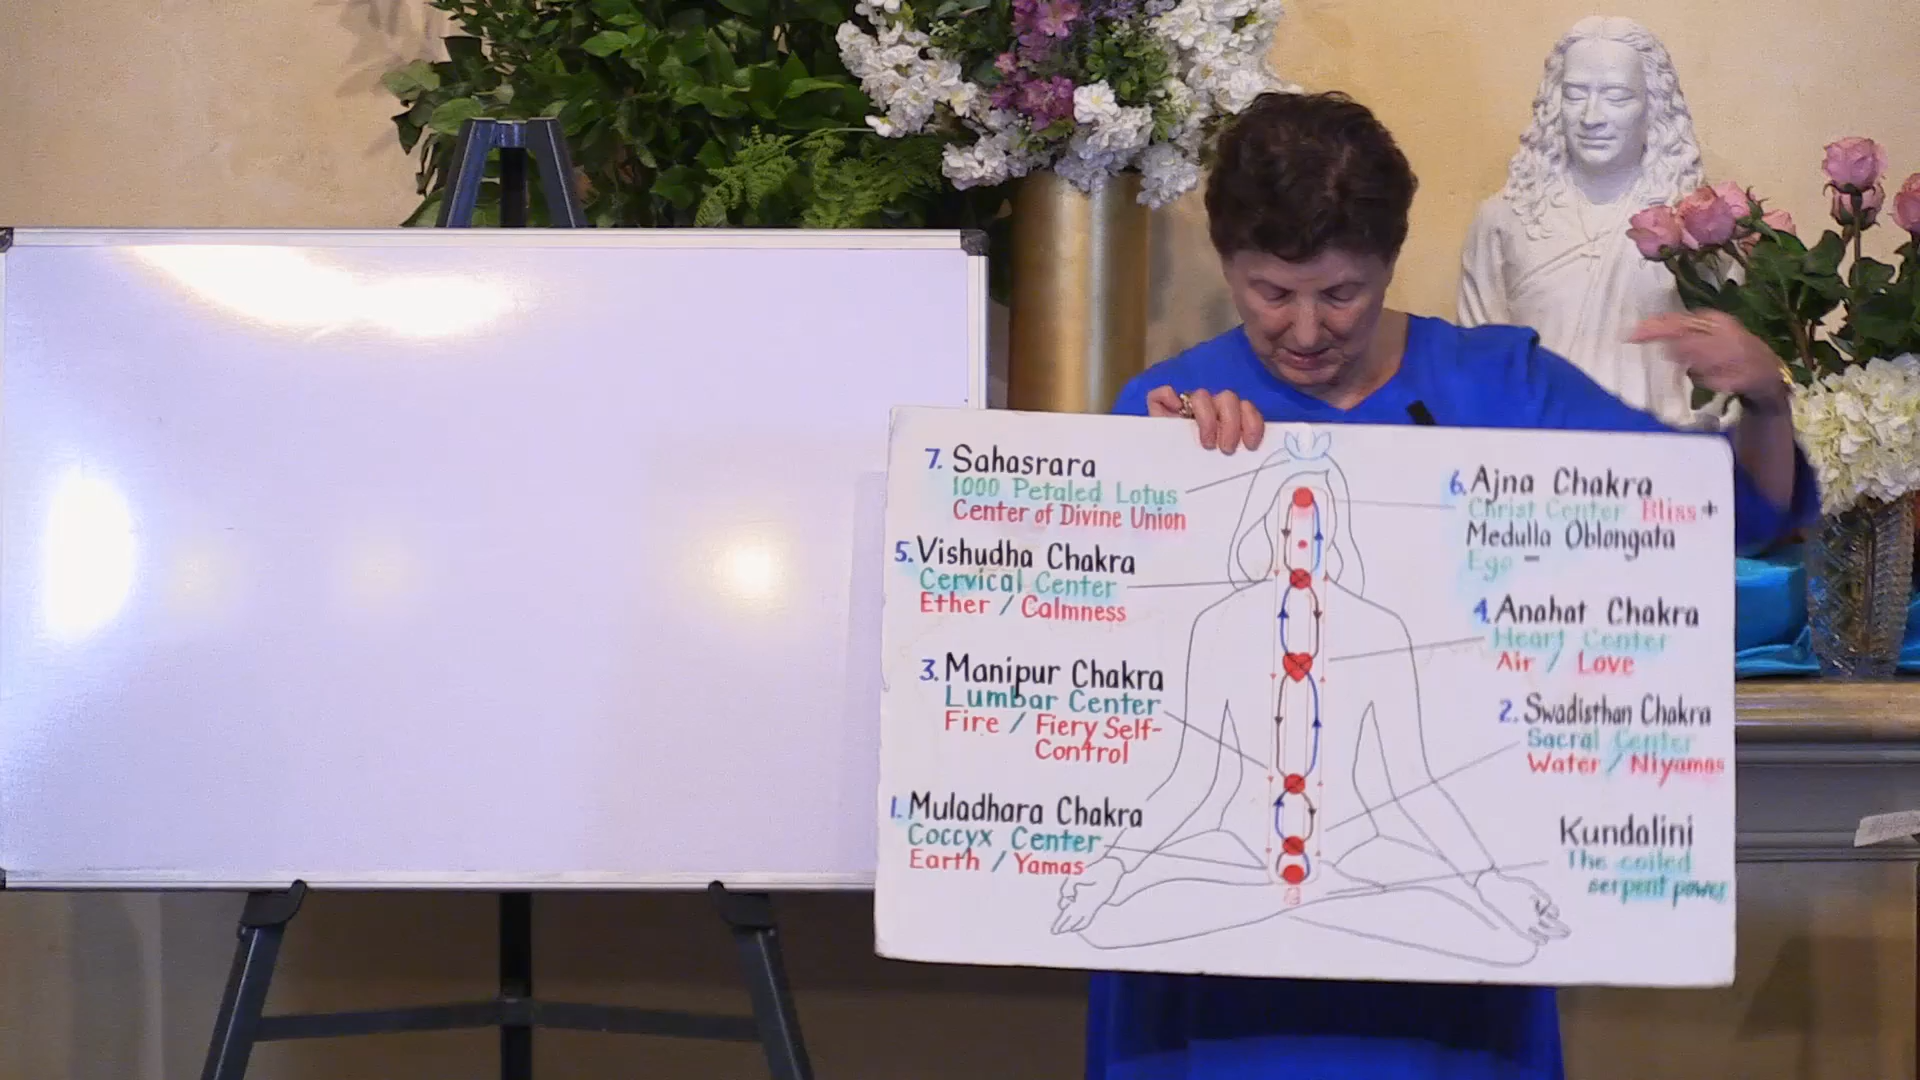 7. Sahasrara
1000 Petaled Lotus
Center of Divine Union
5. Vishudha Chakra
Cervical Center
Ether / Calmness
3. Manipur Chakra
Lumbar Center
Fire / Fiery Self-
Control
1. Muladhara Chakra
Coccyx Center
Earth / Yamas
6. Ajna Chakra
Christ Center Bliss +
Medulla Oblongata
Ego -
4. Anahat Chakra
Heart Center
Air / Love
2. Swadisthan Chakra
Sacral Center
Water / Niyamas
Kundalini
The coiled
serpent power